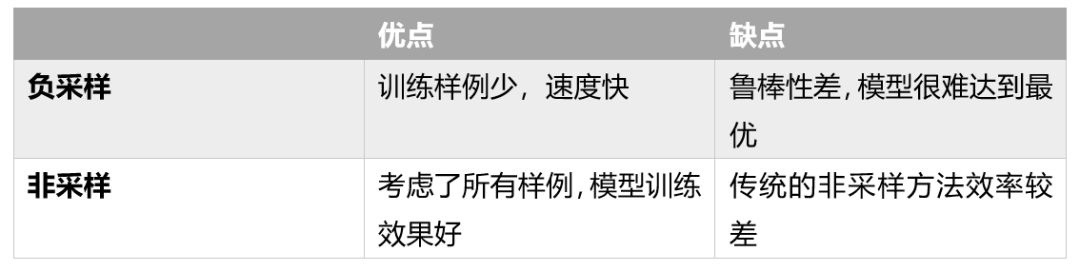 优点 缺点
负采样 训练样例少，速度快 鲁棒性差，模型很难达到最
优
非采样 考虑了所有样例，模型训练 传统的非采样方法效率较
效果好 差